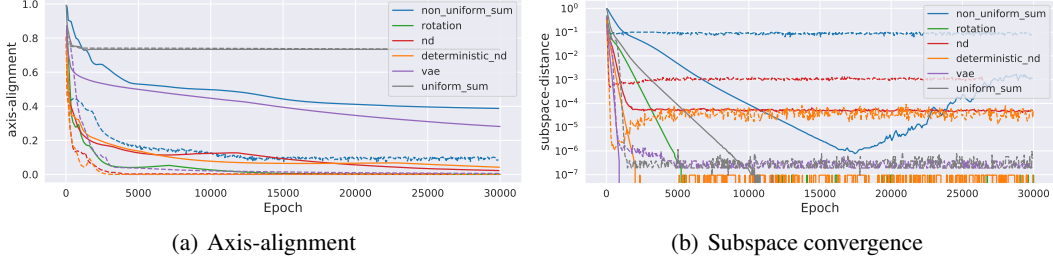 1.0
0.8
0.6
0.4
0.2
0.0
axis-alignment
0
5000
10000
15000
20000
25000
30000
Epoch
non_uniform_sum
rotation
nd
deterministic_nd
vae
uniform_sum
(a) Axis-alignment
10⁰
10⁻¹
10⁻²
10⁻³
10⁻⁴
10⁻⁵
10⁻⁶
10⁻⁷
subspace-distance
0
5000
10000
15000
20000
25000
30000
Epoch
non_uniform_sum
rotation
nd
deterministic_nd
vae
uniform_sum
(b) Subspace convergence